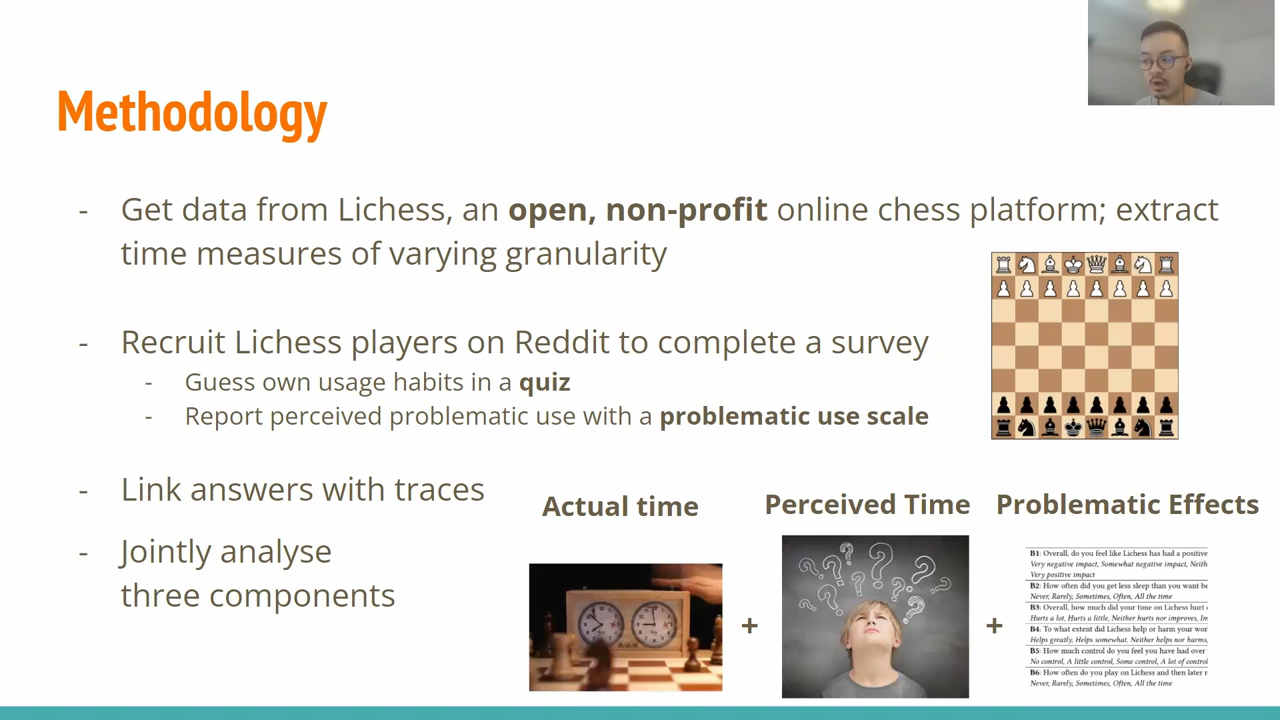 Methodology
- Get data from Lichess, an open, non-profit online chess platform; extract
time measures of varying granularity
- Recruit Lichess players on Reddit to complete a survey
- Guess own usage habits in a quiz
- Report perceived problematic use with a problematic use scale
- Link answers with traces
- Jointly analyse
three components
Actual time
+
Perceived Time
+
Problematic Effects
B1: Overall, do you feel like Lichess has had a positive
Very negative impact, Somewhat negative impact, Neith
Very positive impact
B2: How often did you get less sleep than you want be
Never, Rarely, Sometimes, Often, All the time
B3: Overall, how much did your time on Lichess hurt
Hurts a lot, Hurts a little, Neither hurts nor improves, Im
B4: To what extent did Lichess help or harm your wor
Helps greatly, Helps somewhat, Neither helps nor harms,
B5: How much control do you feel you have had over
No control, A little control, Some control, A lot of control
B6: How often do you play on Lichess and then later r
Never, Rarely, Sometimes, Often, All the time